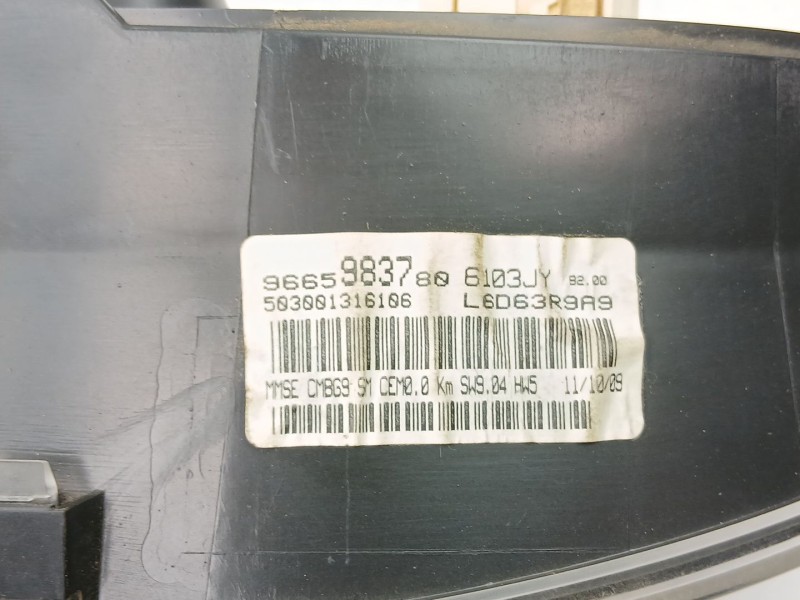 9665983780 6103JY 92.00
503001316106 L6D63R9A9
MMSE CMB69 SM CEM0.0 Km SW9.04 HW5 11/10/09